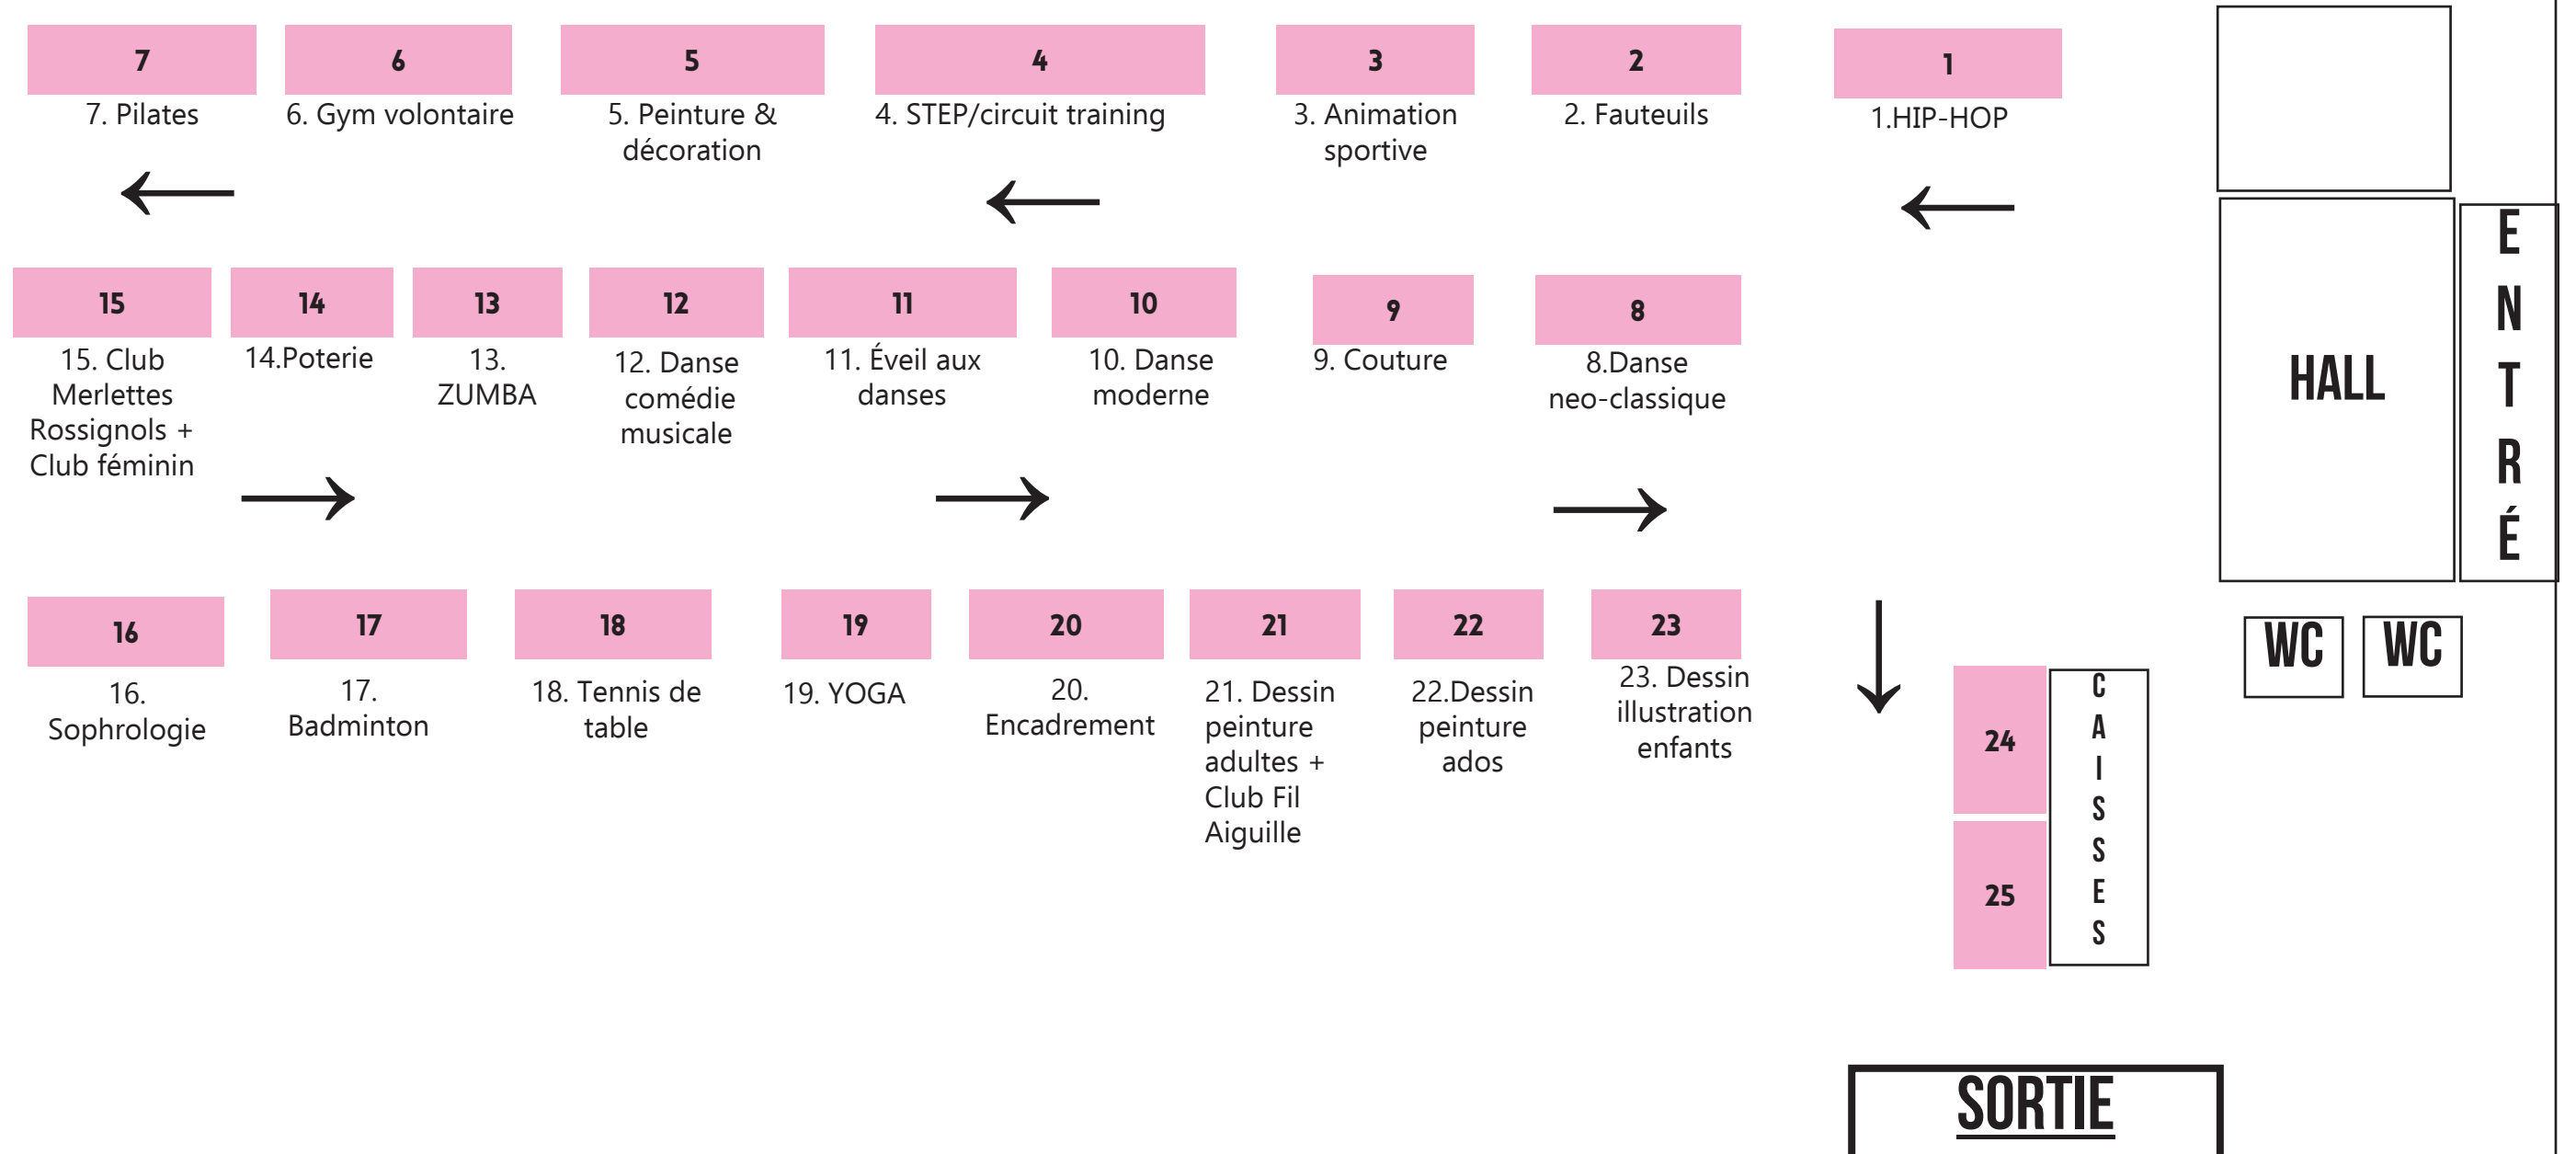 7
6
5
4
3
2
1
7. Pilates
6. Gym volontaire
5. Peinture &
décoration
4. STEP/circuit training
3. Animation
sportive
2. Fauteuils
1.HIP-HOP
15
14
13
12
11
10
9
8
15. Club
Merlettes
Rossignols +
Club féminin
14.Poterie
13.
ZUMBA
12. Danse
comédie
musicale
11. Éveil aux
danses
10. Danse
moderne
9. Couture
8.Danse
neo-classique
HALL
ENTRÉ
16
17
18
19
20
21
22
23
16.
Sophrologie
17.
Badminton
18. Tennis de
table
19. YOGA
20.
Encadrement
21. Dessin
peinture
adultes +
Club Fil
Aiguille
22.Dessin
peinture
ados
23. Dessin
illustration
enfants
WC
WC
24
25
CAISSES
SORTIE